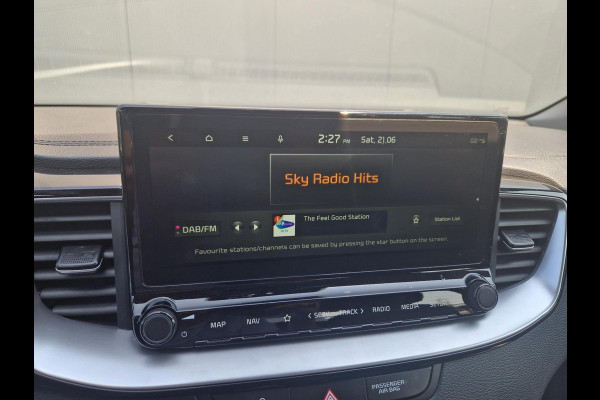 2:27 PM Sat, 21.06
Sky Radio Hits
DAB/FM
The Feel Good Station
Station List
Favourite stations/channels can be saved by pressing the star button on the screen.
MAP NAV < SEEK TRACK > RADIO MEDIA
PASSENGER
AIR BAG